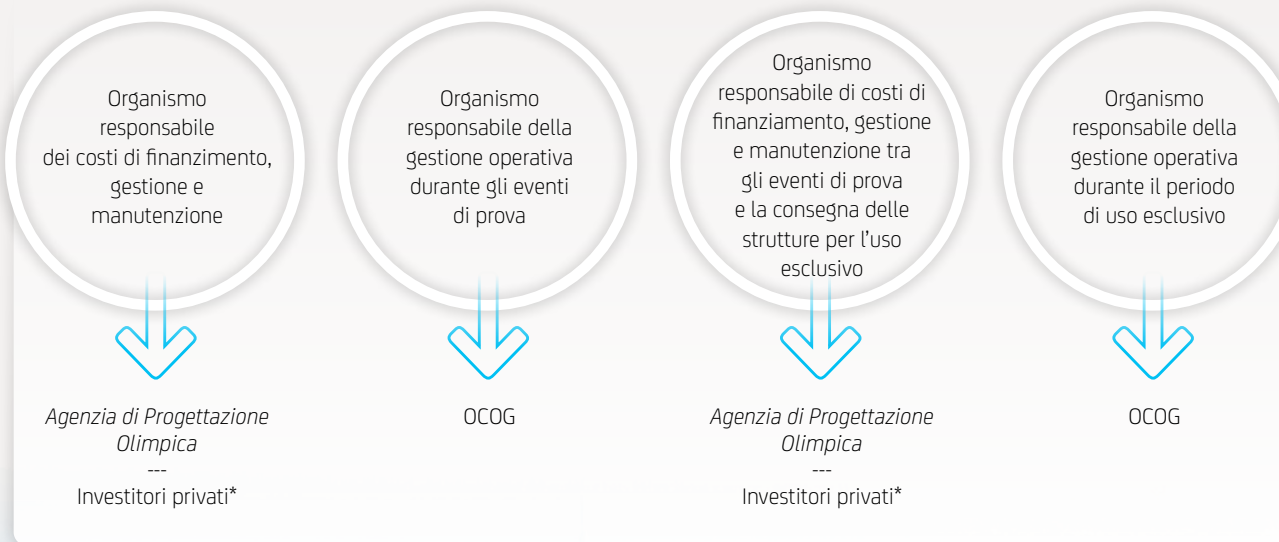 Organismo
responsabile
dei costi di finanzimento,
gestione e
manutenzione
Organismo
responsabile della
gestione operativa
durante gli eventi
di prova
Organismo
responsabile di costi di
finanziamento, gestione
e manutenzione tra
gli eventi di prova
e la consegna delle
strutture per l'uso
esclusivo
Organismo
responsabile della
gestione operativa
durante il periodo
di uso esclusivo
Agenzia di Progettazione
Olimpica
---
Investitori privati*
OCOG
Agenzia di Progettazione
Olimpica
---
Investitori privati*
OCOG